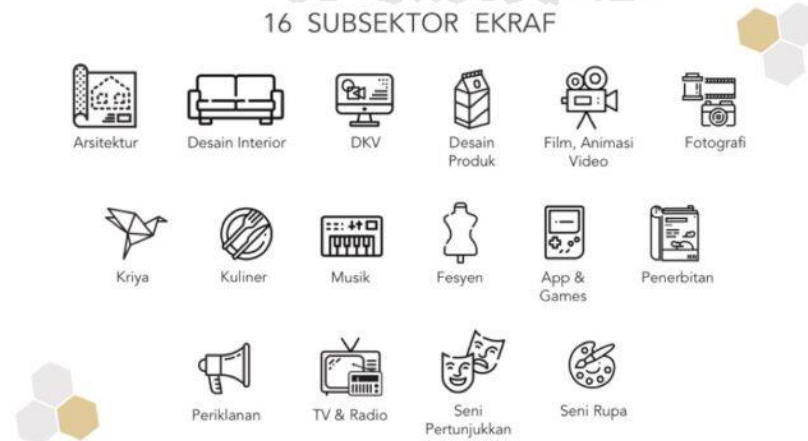 16 SUBSEKTOR EKRAF
Arsitektur
Desain Interior
DKV
Desain
Produk
Film, Animasi
Video
Fotografi
Kriya
Kuliner
Musik
Fesyen
App &
Games
Penerbitan
Periklanan
TV & Radio
Seni
Pertunjukkan
Seni Rupa